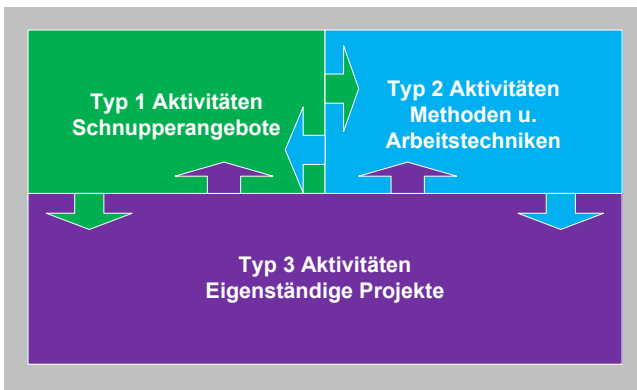 Typ 1 Aktivitäten
Schnupperangebote
Typ 2 Aktivitäten
Methoden u.
Arbeitstechniken
Typ 3 Aktivitäten
Eigenständige Projekte